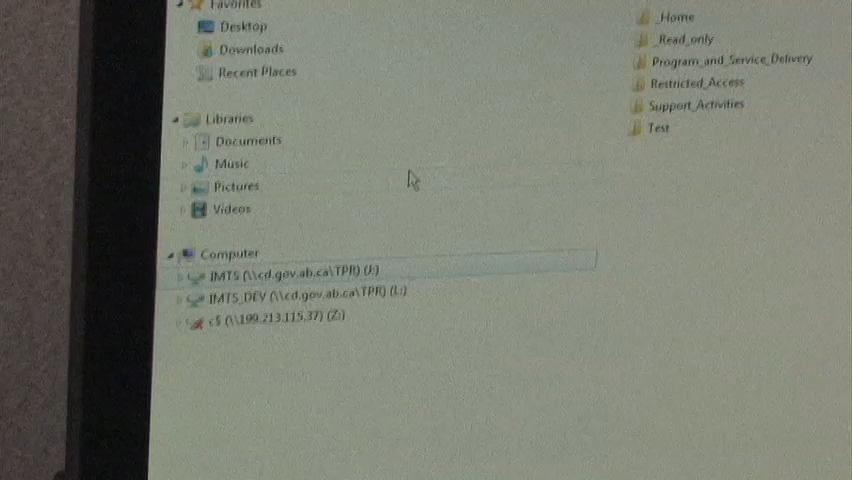 Favorites
Desktop
Downloads
Recent Places
Libraries
Documents
Music
Pictures
Videos
Computer
IMTS (\\cd.gov.ab.ca\TPR) (J:)
IMTS_DEV (\\cd.gov.ab.ca\TPR) (L:)
c$ (\\199.213.115.37) (Z:)
_Home
_Read_only
Program_and_Service_Delivery
Restricted_Access
Support_Activities
Test